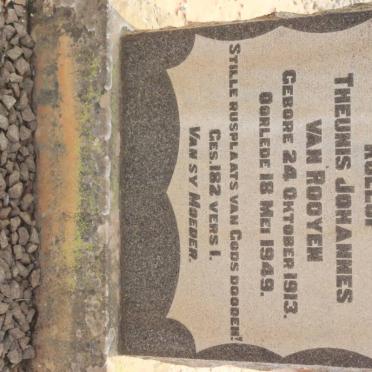 THEUNIS JOHANNES
VAN ROOYEN
GEBORE 24 OKTOBER 1913.
OORLEDE 18 MEI 1949.
STILLE RUSPLAATS VAN GODS DOODEN!
GES. 182 VERS 1.
VAN SY MOEDER.